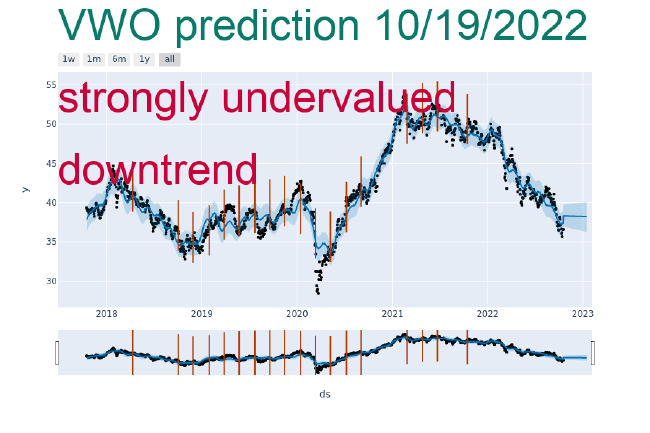 VWO prediction 10/19/2022
1w 1m 6m 1y all
strongly undervalued
downtrend
55
50
45
40
35
30
y
2018 2019 2020 2021 2022 2023
ds